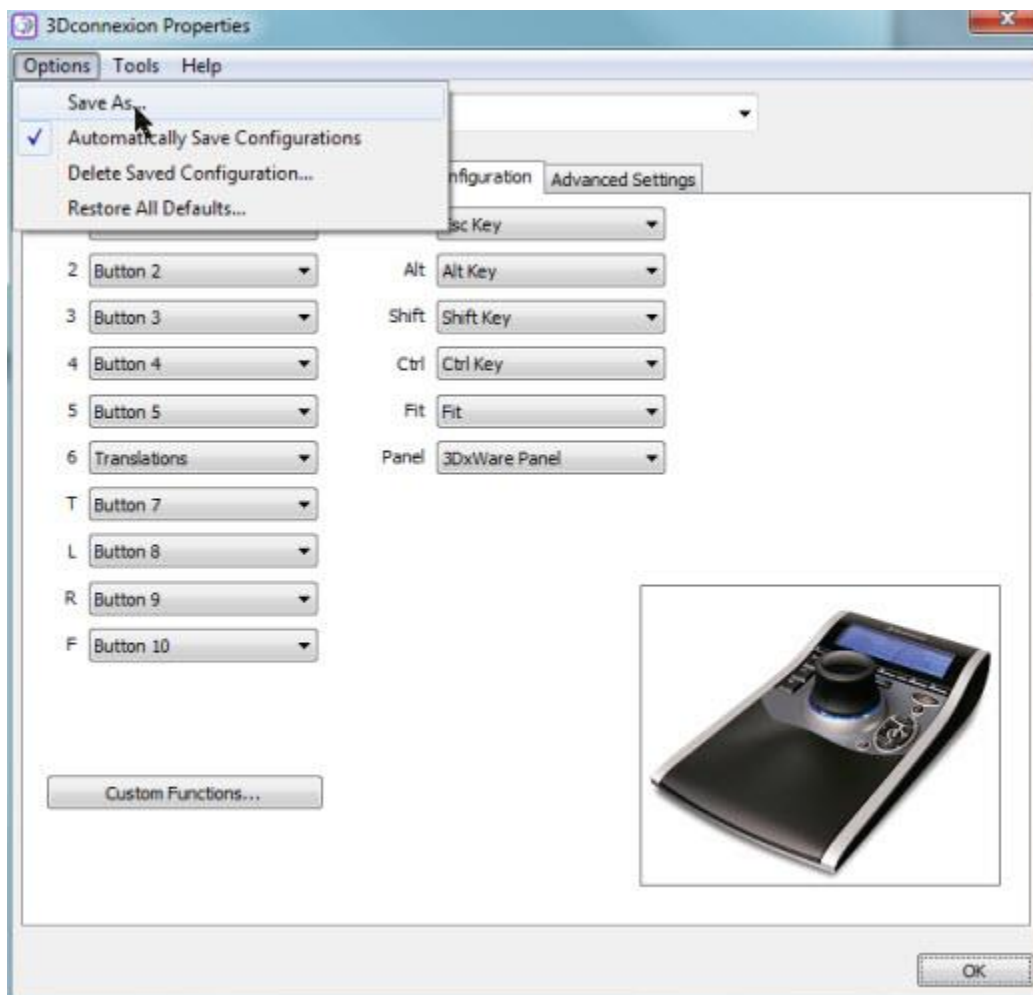 3Dconnexion Properties
Options Tools Help
Save As...
Automatically Save Configurations
Delete Saved Configuration...
nfiguration Advanced Settings
Restore All Defaults...
sc Key
2 Button 2 Alt Alt Key
3 Button 3 Shift Shift Key
4 Button 4 Ctrl Ctrl Key
5 Button 5 Fit Fit
6 Translations Panel 3DxWare Panel
T Button 7
L Button 8
R Button 9
F Button 10
Custom Functions...
OK